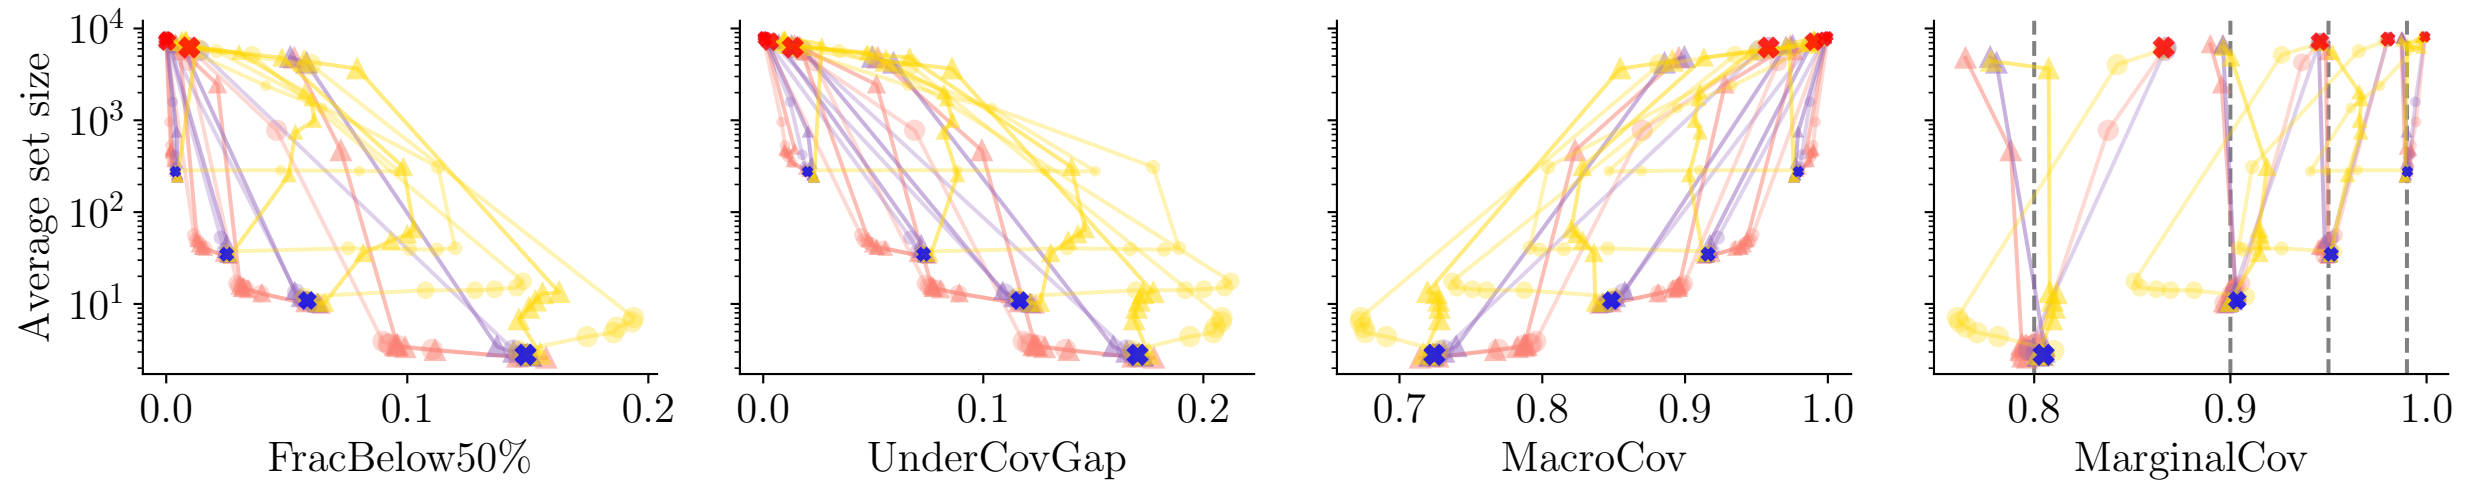 Average set size
10^4
10^3
10^2
10^1
0.0 0.1 0.2
FracBelow50%
0.0 0.1 0.2
UnderCovGap
0.7 0.8 0.9 1.0
MacroCov
0.8 0.9 1.0
MarginalCov